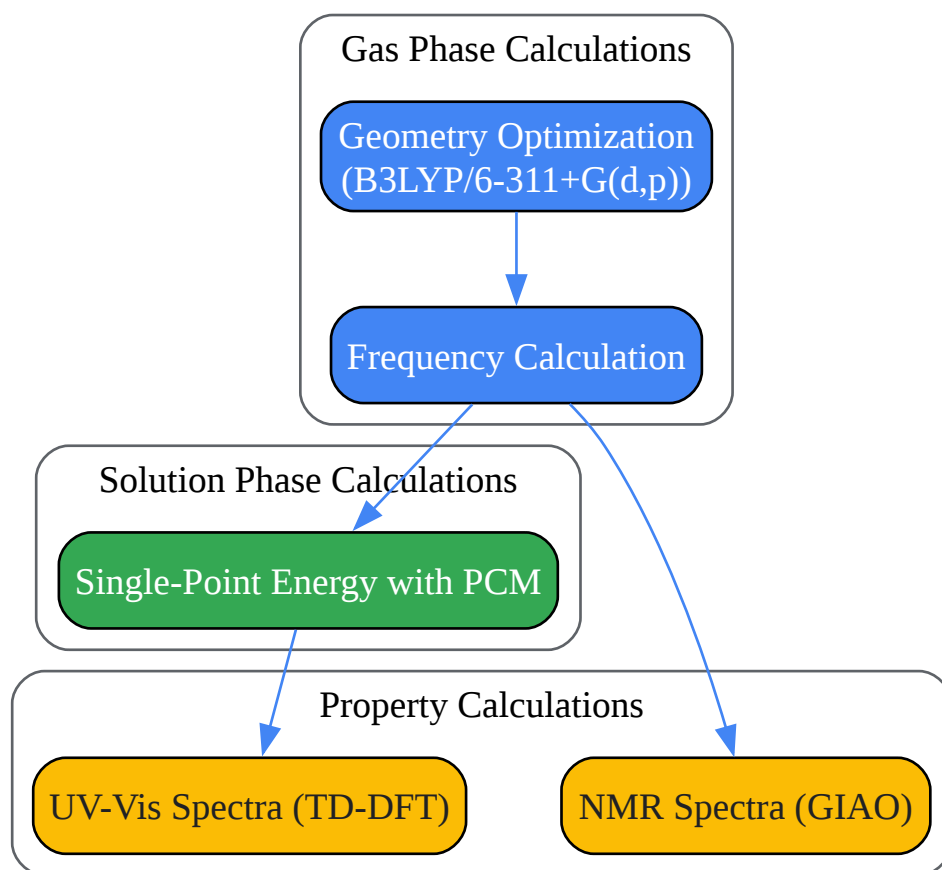 Gas Phase Calculations
Geometry Optimization
(B3LYP/6-311+G(d,p))
Frequency Calculation
Solution Phase Calculations
Single-Point Energy with PCM
Property Calculations
UV-Vis Spectra (TD-DFT)
NMR Spectra (GIAO)